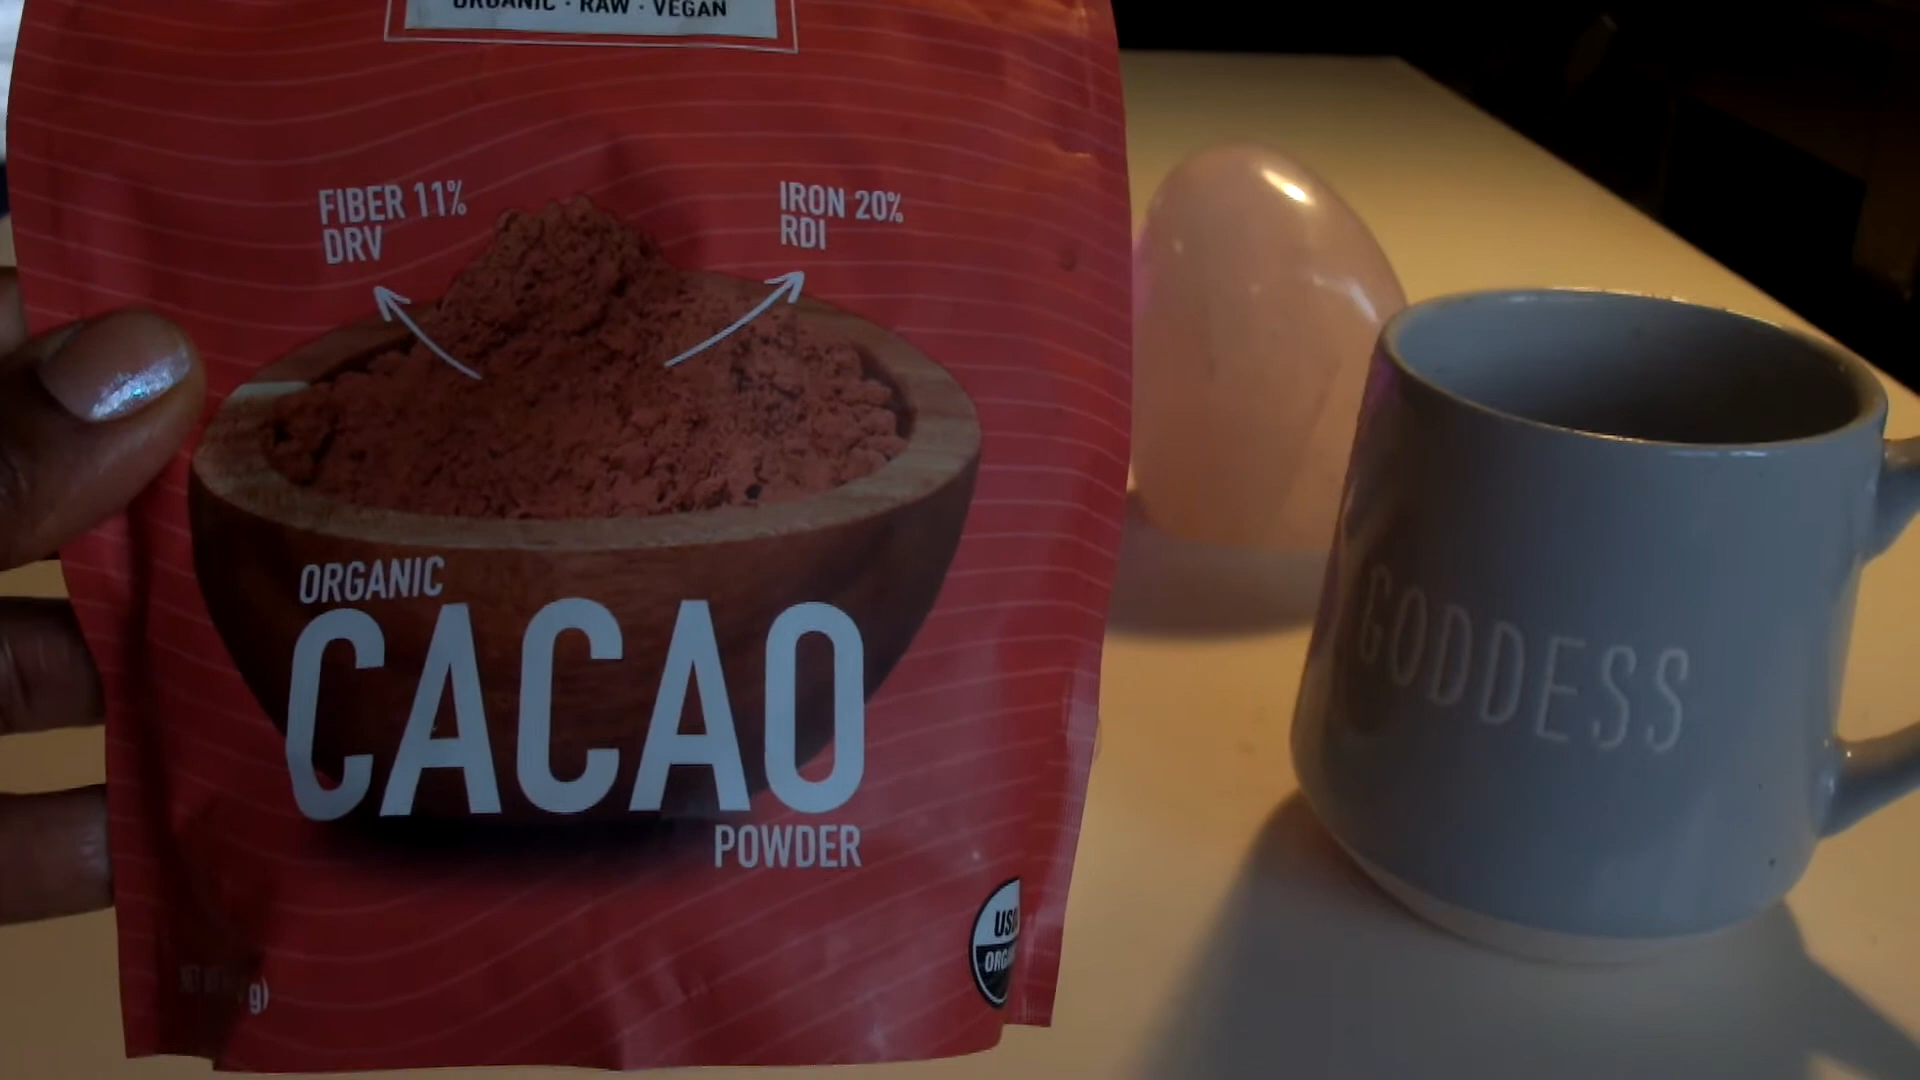 ORGANIC · RAW · VEGAN
FIBER 11%
DRV
IRON 20%
RDI
ORGANIC
CACAO
POWDER
g)
GODDESS